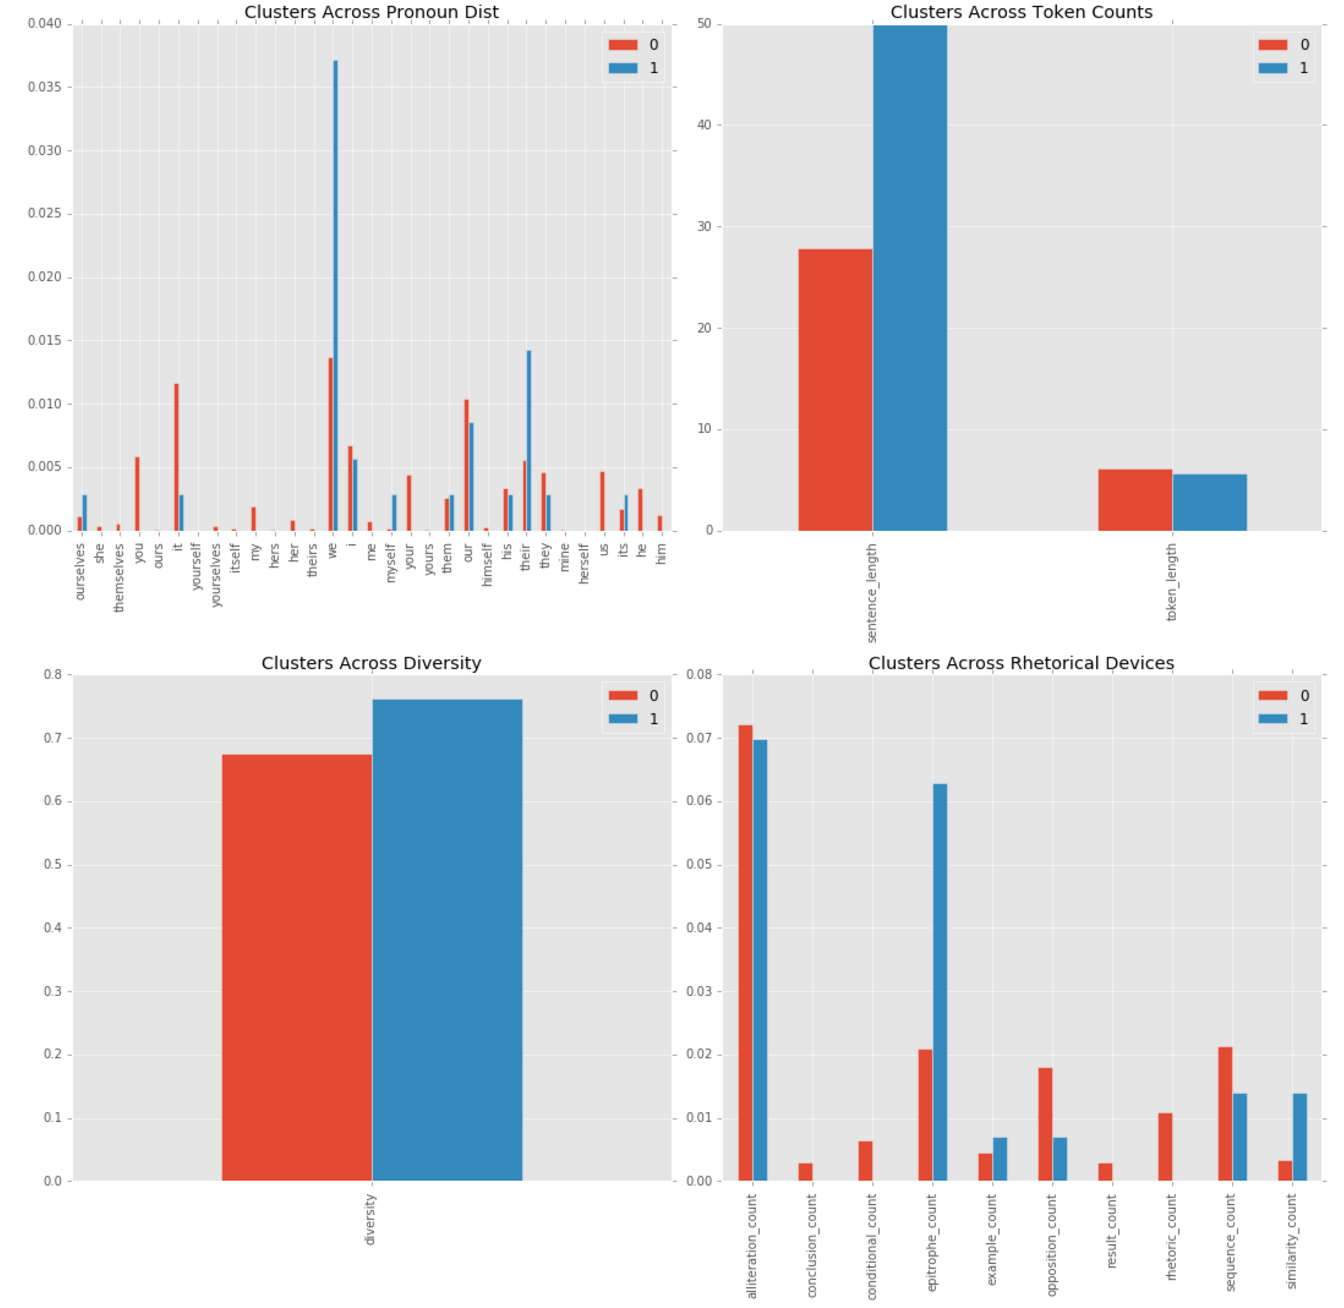 Clusters Across Pronoun Dist
0.040
0.035
0.030
0.025
0.020
0.015
0.010
0.005
0.000
0
1
ourselves
she
themselves
you
ours
it
yourself
yourselves
itself
my
hers
her
theirs
we
i
me
myself
your
yours
them
our
himself
his
their
they
mine
herself
us
its
he
him
Clusters Across Token Counts
50
40
30
20
10
0
0
1
sentence_length
token_length
Clusters Across Diversity
0.8
0.7
0.6
0.5
0.4
0.3
0.2
0.1
0.0
0
1
diversity
Clusters Across Rhetorical Devices
0.08
0.07
0.06
0.05
0.04
0.03
0.02
0.01
0.00
0
1
alliteration_count
conclusion_count
conditional_count
epitrophe_count
example_count
opposition_count
result_count
rhetoric_count
sequence_count
similarity_count